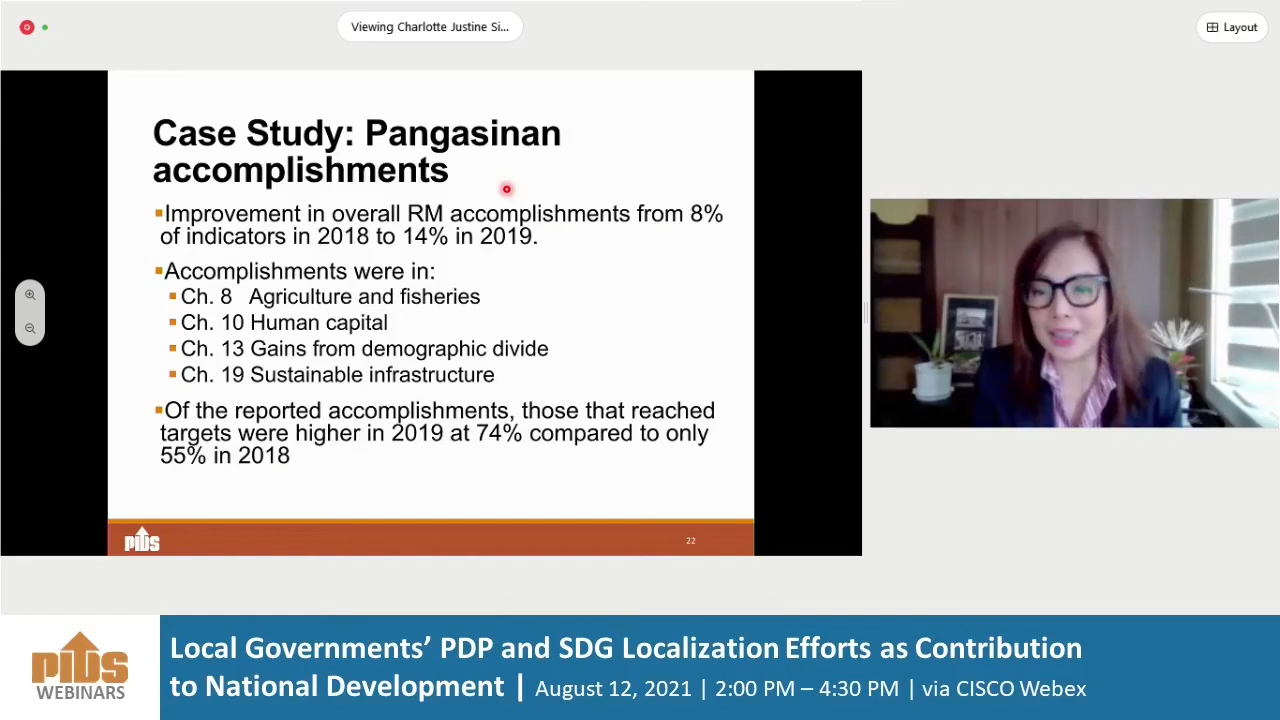 Viewing Charlotte Justine Si...
Layout
Case Study: Pangasinan
accomplishments
Improvement in overall RM accomplishments from 8%
of indicators in 2018 to 14% in 2019.
Accomplishments were in:
Ch. 8 Agriculture and fisheries
Ch. 10 Human capital
Ch. 13 Gains from demographic divide
Ch. 19 Sustainable infrastructure
Of the reported accomplishments, those that reached
targets were higher in 2019 at 74% compared to only
55% in 2018
PIDS
22
PIDS
WEBINARS
Local Governments’ PDP and SDG Localization Efforts as Contribution
to National Development | August 12, 2021 | 2:00 PM – 4:30 PM | via CISCO Webex